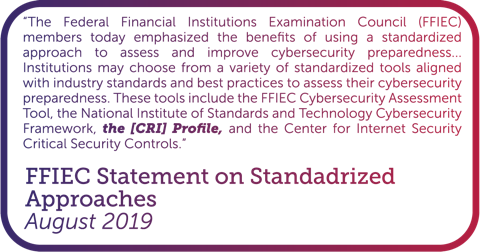 “The Federal Financial Institutions Examination Council (FFIEC)
members today emphasized the benefits of using a standardized
approach to assess and improve cybersecurity preparedness...
Institutions may choose from a variety of standardized tools aligned
with industry standards and best practices to assess their cybersecurity
preparedness. These tools include the FFIEC Cybersecurity Assessment
Tool, the National Institute of Standards and Technology Cybersecurity
Framework, the [CRI] Profile, and the Center for Internet Security
Critical Security Controls.”
FFIEC Statement on Standadrized
Approaches
August 2019